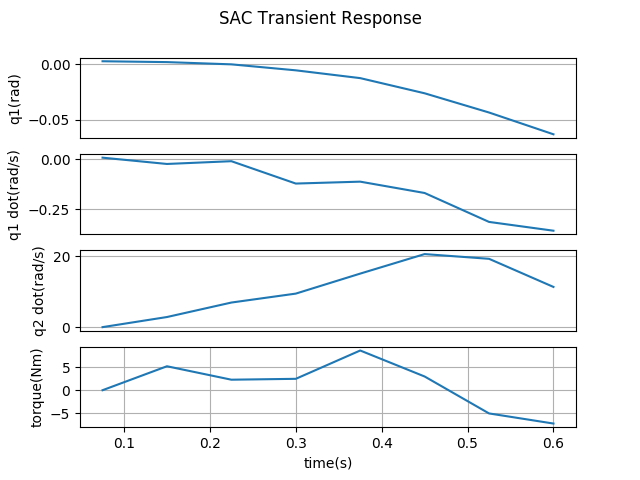 SAC Transient Response
q1(rad)
0.00
−0.05
q1 dot(rad/s)
0.00
−0.25
q2 dot(rad/s)
20
0
torque(Nm)
5
0
−5
0.1 0.2 0.3 0.4 0.5 0.6
time(s)